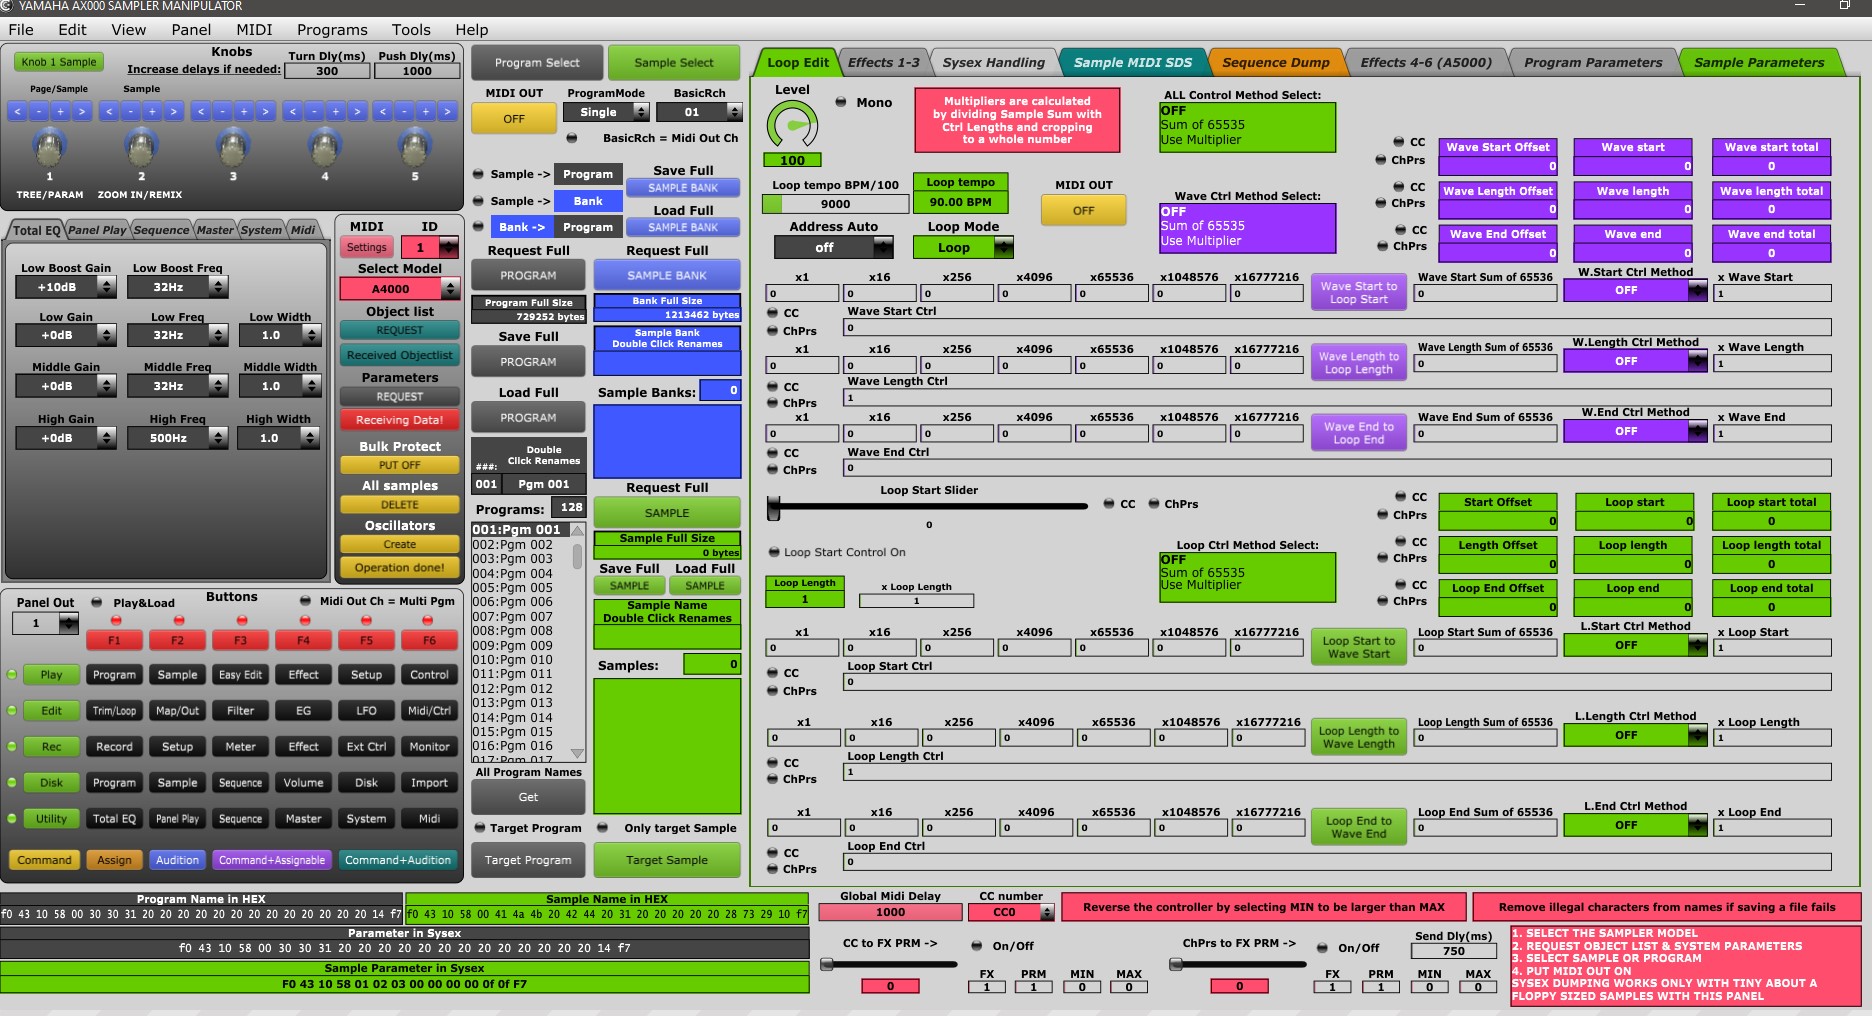 YAMAHA AX000 SAMPLER MANIPULATOR
File Edit View Panel MIDI Programs Tools Help
Knob 1 Sample
Knobs
Increase delays if needed:
Turn Dly(ms)
300
Push Dly(ms)
1000
Page/Sample
Sample
< - + > < - + > < - + > < - + > < - + >
1 2 3 4 5
TREE/PARAM ZOOM IN/REMIX
Total EQ Panel Play Sequence Master System Midi
Low Boost Gain Low Boost Freq
+10dB 32Hz
Low Gain Low Freq Low Width
+0dB 32Hz 1.0
Middle Gain Middle Freq Middle Width
+0dB 32Hz 1.0
High Gain High Freq High Width
+0dB 500Hz 1.0
MIDI ID
Settings 1
Select Model
A4000
Object list
REQUEST
Received Objectlist
Parameters
REQUEST
Receiving Data!
Bulk Protect
PUT OFF
All samples
DELETE
Oscillators
Create
Operation done!
Panel Out
1
Play&Load
Buttons
Midi Out Ch = Multi Pgm
F1 F2 F3 F4 F5 F6
Play Program Sample Easy Edit Effect Setup Control
Edit Trim/Loop Map/Out Filter EG LFO Midi/Ctrl
Rec Record Setup Meter Effect Ext Ctrl Monitor
Disk Program Sample Sequence Volume Disk Import
Utility Total EQ Panel Play Sequence Master System Midi
Command Assign Audition Command+Assignable Command+Audition
Program Select Sample Select
MIDI OUT ProgramMode BasicRch
OFF Single 01
BasicRch = Midi Out Ch
Sample -> Program
Sample -> Bank
Bank -> Program
Save Full
SAMPLE BANK
Load Full
SAMPLE BANK
Request Full
PROGRAM
Program Full Size
729252 bytes
Save Full
PROGRAM
Load Full
PROGRAM
###:
Double
Click Renames
001 Pgm 001
Programs: 128
001:Pgm 001
002:Pgm 002
003:Pgm 003
004:Pgm 004
005:Pgm 005
006:Pgm 006
007:Pgm 007
008:Pgm 008
009:Pgm 009
010:Pgm 010
011:Pgm 011
012:Pgm 012
013:Pgm 013
014:Pgm 014
015:Pgm 015
016:Pgm 016
017:Pgm 017
All Program Names
Get
Target Program
Target Program
Request Full
SAMPLE BANK
Bank Full Size
1213462 bytes
Sample Bank
Double Click Renames
Sample Banks: 0
Request Full
SAMPLE
Sample Full Size
0 bytes
Save Full Load Full
SAMPLE SAMPLE
Sample Name
Double Click Renames
Samples: 0
Only target Sample
Target Sample
Loop Edit Effects 1-3 Sysex Handling Sample MIDI SDS Sequence Dump Effects 4-6 (A5000) Program Parameters Sample Parameters
Level
100
Mono
Multipliers are calculated
by dividing Sample Sum with
Ctrl Lengths and cropping
to a whole number
ALL Control Method Select:
OFF
Sum of 65535
Use Multiplier
Loop tempo BPM/100
9000
Loop tempo
90.00 BPM
MIDI OUT
OFF
Address Auto
off
Loop Mode
Loop
Wave Ctrl Method Select:
OFF
Sum of 65535
Use Multiplier
CC
ChPrs
Wave Start Offset Wave start Wave start total
0 0 0
CC
ChPrs
Wave Length Offset Wave length Wave length total
0 0 0
CC
ChPrs
Wave End Offset Wave end Wave end total
0 0 0
x1 x16 x256 x4096 x65536 x1048576 x16777216
0 0 0 0 0 0 0
Wave Start to
Loop Start
Wave Start Sum of 65536
0
W.Start Ctrl Method
OFF
x Wave Start
1
CC
ChPrs
Wave Start Ctrl
0
x1 x16 x256 x4096 x65536 x1048576 x16777216
0 0 0 0 0 0 0
Wave Length to
Loop Length
Wave Length Sum of 65536
0
W.Length Ctrl Method
OFF
x Wave Length
1
CC
ChPrs
Wave Length Ctrl
1
x1 x16 x256 x4096 x65536 x1048576 x16777216
0 0 0 0 0 0 0
Wave End to
Loop End
Wave End Sum of 65536
0
W.End Ctrl Method
OFF
x Wave End
1
CC
ChPrs
Wave End Ctrl
0
Loop Start Slider
0
CC ChPrs
Loop Start Control On
Loop Length
1
x Loop Length
1
Loop Ctrl Method Select:
OFF
Sum of 65535
Use Multiplier
CC
ChPrs
Start Offset Loop start Loop start total
0 0 0
CC
ChPrs
Length Offset Loop length Loop length total
0 0 0
CC
ChPrs
Loop End Offset Loop end Loop end total
0 0 0
x1 x16 x256 x4096 x65536 x1048576 x16777216
0 0 0 0 0 0 0
Loop Start to
Wave Start
Loop Start Sum of 65536
0
L.Start Ctrl Method
OFF
x Loop Start
1
CC
ChPrs
Loop Start Ctrl
0
x1 x16 x256 x4096 x65536 x1048576 x16777216
0 0 0 0 0 0 0
Loop Length to
Wave Length
Loop Length Sum of 65536
0
L.Length Ctrl Method
OFF
x Loop Length
1
CC
ChPrs
Loop Length Ctrl
1
x1 x16 x256 x4096 x65536 x1048576 x16777216
0 0 0 0 0 0 0
Loop End to
Wave End
Loop End Sum of 65536
0
L.End Ctrl Method
OFF
x Loop End
1
CC
ChPrs
Loop End Ctrl
0
Program Name in HEX
f0 43 10 58 00 30 30 31 20 20 20 20 20 20 20 20 20 20 20 14 f7
Sample Name in HEX
f0 43 10 58 00 41 4a 4b 20 42 44 20 31 20 20 20 20 20 28 73 29 10 f7
Parameter in Sysex
f0 43 10 58 00 30 30 31 20 20 20 20 20 20 20 20 20 20 20 14 f7
Sample Parameter in Sysex
F0 43 10 58 01 02 03 00 00 00 00 0f 0f F7
Global Midi Delay
1000
CC number
CC0
Reverse the controller by selecting MIN to be larger than MAX
Remove illegal characters from names if saving a file fails
CC to FX PRM ->
0
On/Off
FX PRM MIN MAX
1 1 0 0
ChPrs to FX PRM ->
0
On/Off
Send Dly(ms)
750
FX PRM MIN MAX
1 1 0 0
1. SELECT THE SAMPLER MODEL
2. REQUEST OBJECT LIST & SYSTEM PARAMETERS
3. SELECT SAMPLE OR PROGRAM
4. PUT MIDI OUT ON
SYSEX DUMPING WORKS ONLY WITH TINY ABOUT A
FLOPPY SIZED SAMPLES WITH THIS PANEL